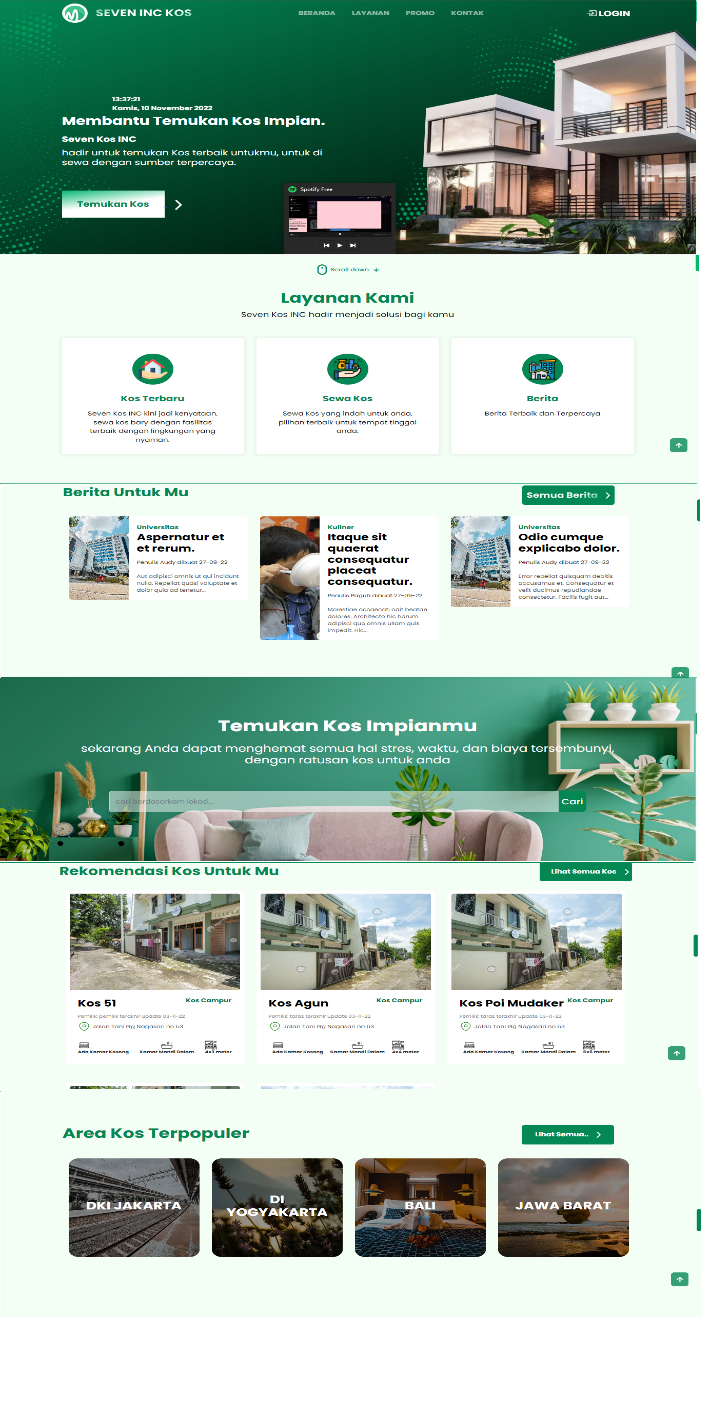 SEVEN INC KOS
BERANDA LAYANAN PROMO KONTAK
LOGIN
13:37:21
Kamis, 10 November 2022
Membantu Temukan Kos Impian.
Seven Kos INC
hadir untuk temukan Kos terbaik untukmu, untuk di
sewa dengan sumber terpercaya.
Temukan Kos
Spotify Free
Scroll down
Layanan Kami
Seven Kos INC hadir menjadi solusi bagi kamu
Kos Terbaru
Seven Kos INC kini jadi kenyataan,
sewa kos bary dengan fasilitas
terbaik dengan lingkungan yang
nyaman.
Sewa Kos
Sewa Kos yang indah untuk anda,
pilihan terbaik untuk tempat tinggal
anda.
Berita
Berita Terbaik dan Terpercaya
Berita Untuk Mu
Semua Berita
Universitas
Aspernatur et
et rerum.
Penulis Audy dibuat 27-09-22
Aut adipisci omnis ut qui incidunt
nulla. Repellat quasi voluptate et
dolor quia ad tenetur...
Kuliner
Itaque sit
quaerat
consequatur
placeat
consequatur.
Penulis Paguh dibuat 27-09-22
Molestiae occaecati odit beatae
dolores. Architecto hic harum
adipisci quo omnis ullam quis
impedit. Hic...
Universitas
Odio cumque
explicabo dolor.
Penulis Audy dibuat 27-09-22
Error repellat quisquam debitis
accusamus et. Consequatur et
velit ducimus repudiandae
consectetur. Facilis fugit aut...
Temukan Kos Impianmu
sekarang Anda dapat menghemat semua hal stres, waktu, dan biaya tersembunyi,
dengan ratusan kos untuk anda
cari berdasarkam lokasi...
Cari
Rekomendasi Kos Untuk Mu
Lihat Semua Kos
Kos 51
Kos Campur
Pemilik: pemilik terakhir update 03-11-22
Jalan Tani Rg Nagasan no 53
Ada Kamar Kosong
Kamar Mandi Dalam
4x3 meter
Kos Agun
Kos Campur
Pemilik: taras terakhir update 03-11-22
Jalan Tani Rg Nagasan no 53
Ada Kamar Kosong
Kamar Mandi Dalam
4x4 meter
Kos Poi Mudaker
Kos Campur
Pemilik: taras terakhir update 03-11-22
Jalan Tani Rg Nagasan no 53
Ada Kamar Kosong
Kamar Mandi Dalam
5x5 meter
Area Kos Terpopuler
Lihat Semua..
DKI JAKARTA
DI
YOGYAKARTA
BALI
JAWA BARAT